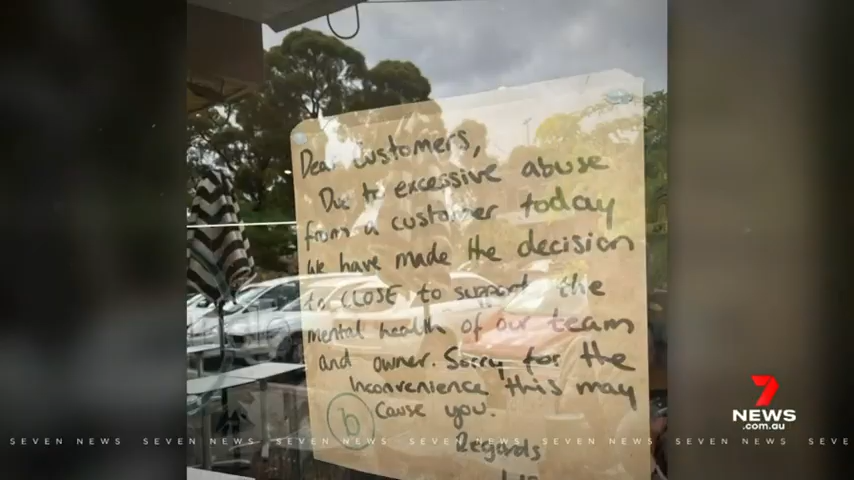 Dear customers,
Due to excessive abuse
from a customer today
we have made the decision
to CLOSE to support the
mental health of our team
and owner. Sorry for the
Inconvenience this may
cause you.
b
Regards
7
NEWS
.com.au
SEVEN NEWS SEVEN NEWS SEVEN NEWS SEVEN NEWS SEVEN NEWS SEVEN NEWS SEVE